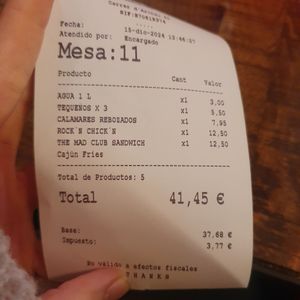 Fecha: 15-dic-2024 13:46:07
Atendido por: Encargado
Mesa:11
Producto Cant Valor
AGUA 1 L x1 3,00
TEQUEÑOS X 3 x1 5,50
CALAMARES REBOZADOS x1 7,95
ROCK´N CHICK´N x1 12,50
THE MAD CLUB SANDWICH x1 12,50
Cajún Fries
Total de Productos: 5
Total 41,45 €
Base: 37,68 €
Impuesto: 3,77 €
No válido a efectos fiscales
THANKS